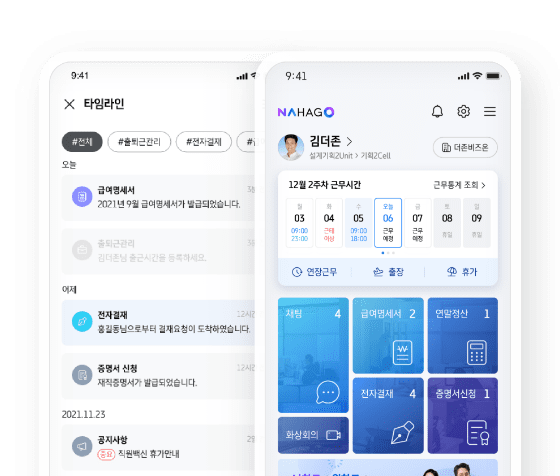 9:41
타임라인
#전체
#출퇴근관리
#전자결재
오늘
급여명세서
2021년 9월 급여명세서가 발급되었습니다.
출퇴근관리
김더존님 출근시간을 등록하세요.
어제
전자결재
12시간
홍길동님으로부터 결재요청이 도착하였습니다.
증명서 신청
12시간
재직증명서가 발급되었습니다.
2021.11.23
공지사항
중요 직원백신 휴가안내
9:41
NAHAGO
김더존
설계기획2Unit > 기획2Cell
더존비즈온
12월 2주차 근무시간
근무통계 조회
월 화 수 오늘 금 토 일
03 04 05 06 07 08 09
09:00 근태 09:00 근무 근무 휴일 휴일
23:00 이상 18:00 예정 예정
연장근무
출장
휴가
채팅 4
급여명세서 2
연말정산 1
전자결재 4
증명서신청 1
화상회의